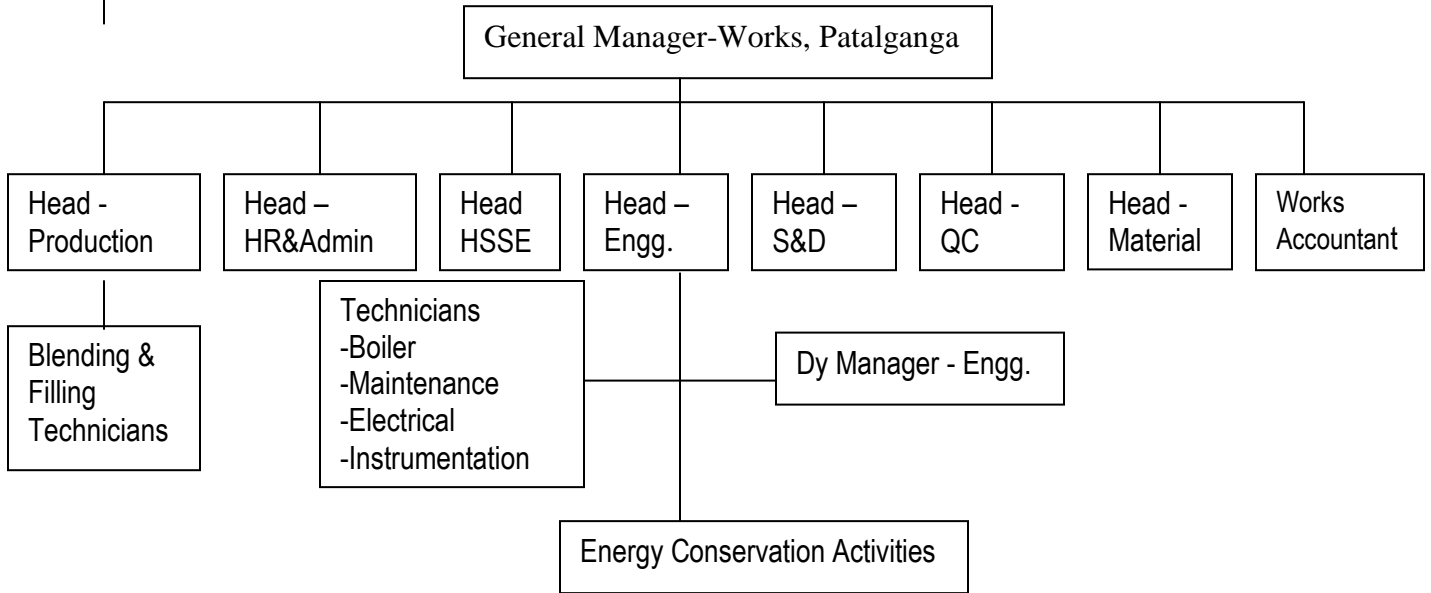 General Manager-Works, Patalganga
Head -
Production
Head –
HR&Admin
Head
HSSE
Head –
Engg.
Head –
S&D
Head -
QC
Head -
Material
Works
Accountant
Blending &
Filling
Technicians
Technicians
-Boiler
-Maintenance
-Electrical
-Instrumentation
Dy Manager - Engg.
Energy Conservation Activities